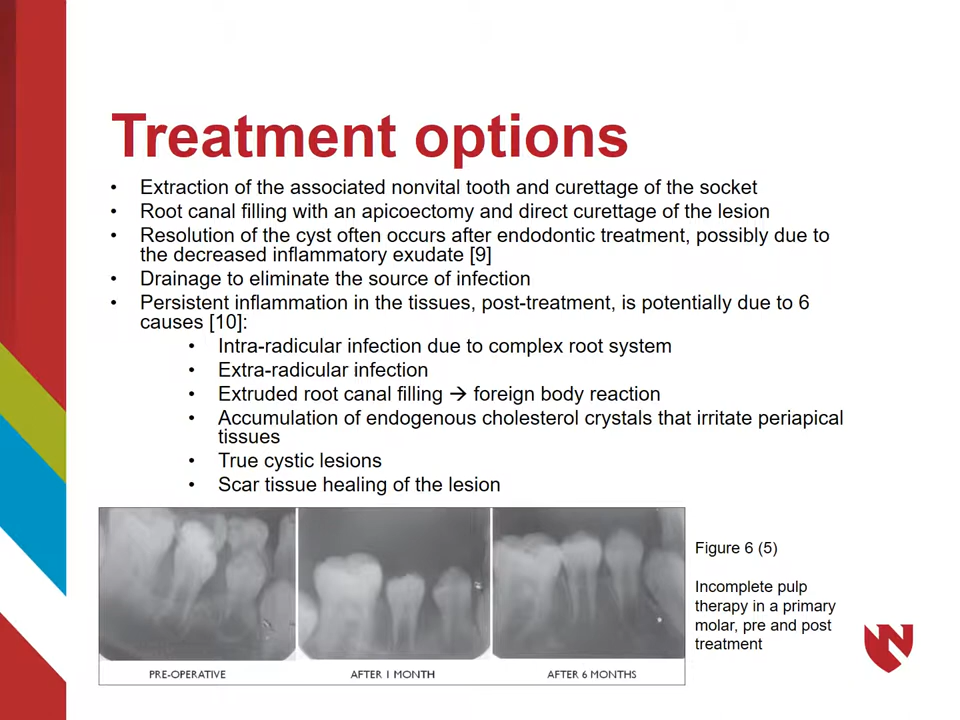 Treatment options
• Extraction of the associated nonvital tooth and curettage of the socket
• Root canal filling with an apicoectomy and direct curettage of the lesion
• Resolution of the cyst often occurs after endodontic treatment, possibly due to
the decreased inflammatory exudate [9]
• Drainage to eliminate the source of infection
• Persistent inflammation in the tissues, post-treatment, is potentially due to 6
causes [10]:
• Intra-radicular infection due to complex root system
• Extra-radicular infection
• Extruded root canal filling → foreign body reaction
• Accumulation of endogenous cholesterol crystals that irritate periapical
tissues
• True cystic lesions
• Scar tissue healing of the lesion
PRE-OPERATIVE
AFTER 1 MONTH
AFTER 6 MONTHS
Figure 6 (5)
Incomplete pulp
therapy in a primary
molar, pre and post
treatment
N